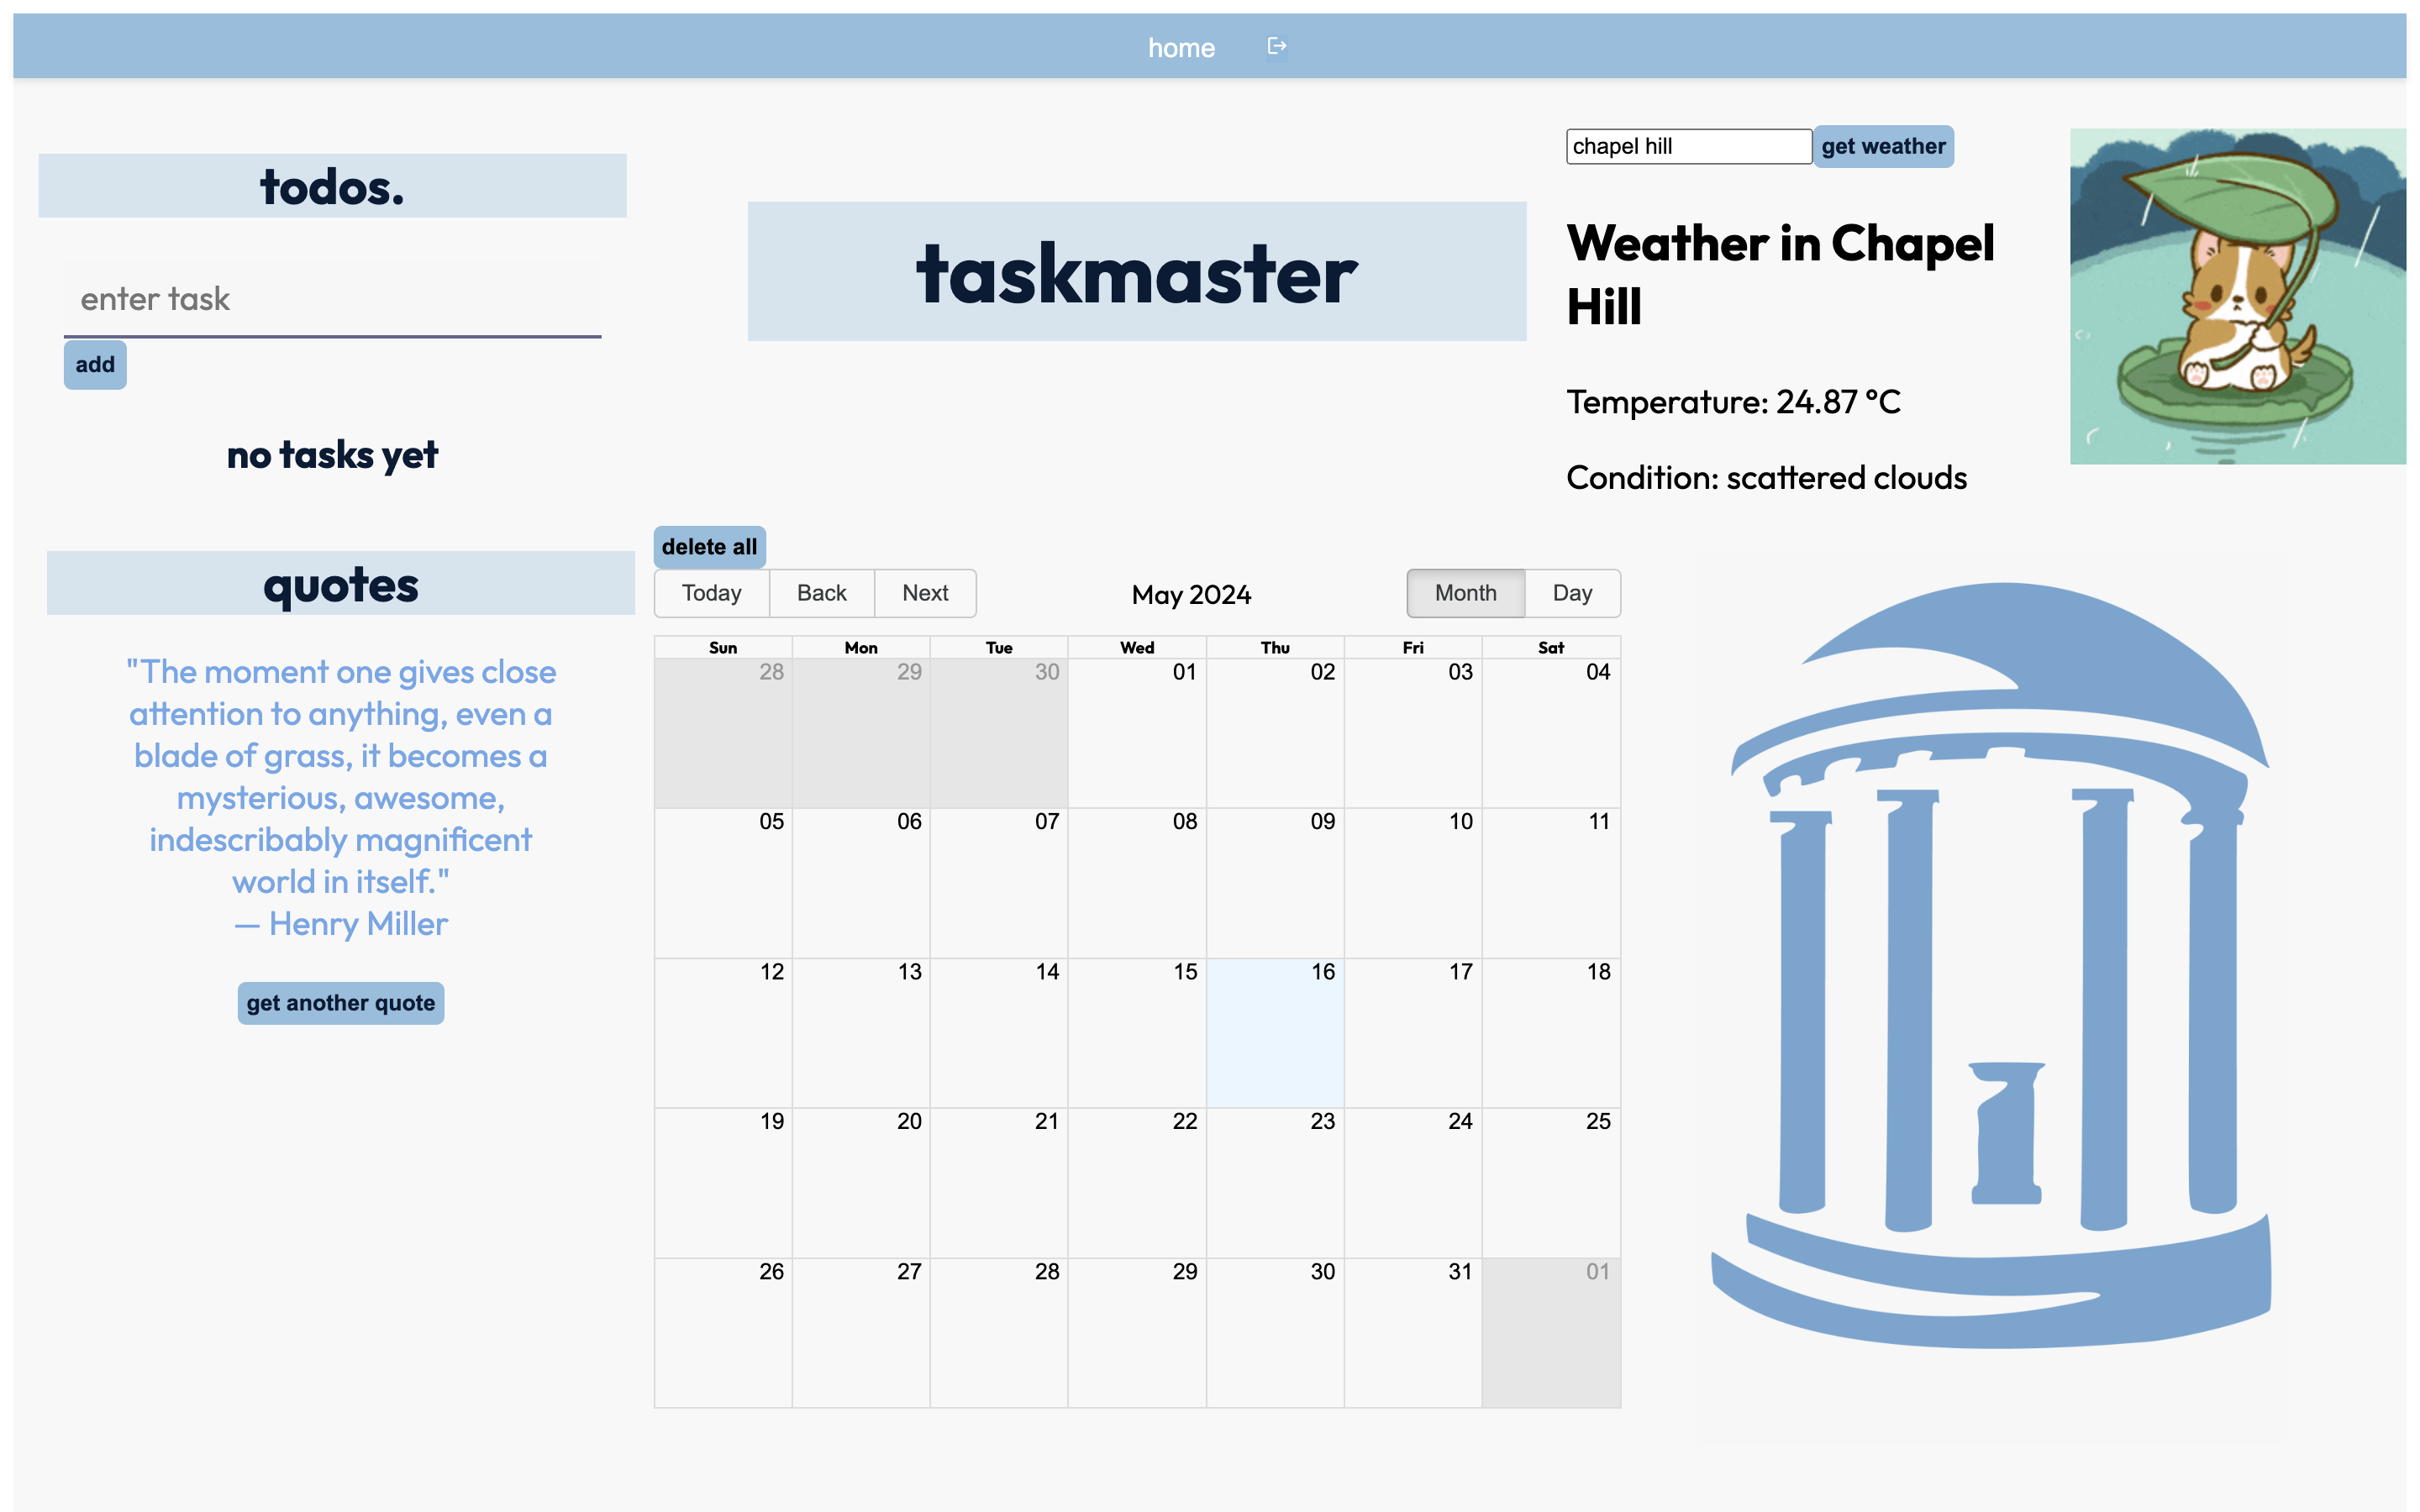 home
todos.
enter task
add
no tasks yet
taskmaster
chapel hill
get weather
Weather in Chapel
Hill
Temperature: 24.87 °C
Condition: scattered clouds
quotes
"The moment one gives close
attention to anything, even a
blade of grass, it becomes a
mysterious, awesome,
indescribably magnificent
world in itself."
— Henry Miller
get another quote
delete all
Today Back Next
May 2024
Month Day
Sun Mon Tue Wed Thu Fri Sat
28 29 30 01 02 03 04
05 06 07 08 09 10 11
12 13 14 15 16 17 18
19 20 21 22 23 24 25
26 27 28 29 30 31 01